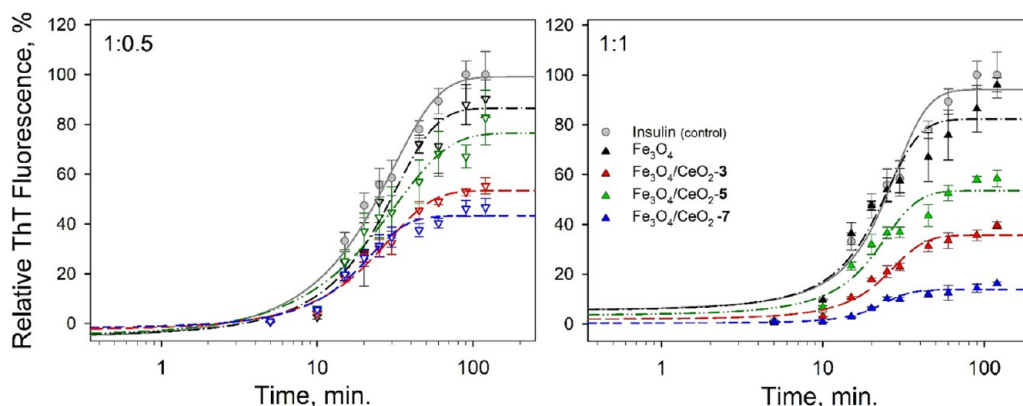 Relative ThT Fluorescence, %
120
100
80
60
40
20
0
1:0.5
1
10
100
Time, min.
120
100
80
60
40
20
0
1:1
Insulin (control)
Fe₃O₄
Fe₃O₄/CeO₂-3
Fe₃O₄/CeO₂-5
Fe₃O₄/CeO₂-7
1
10
100
Time, min.